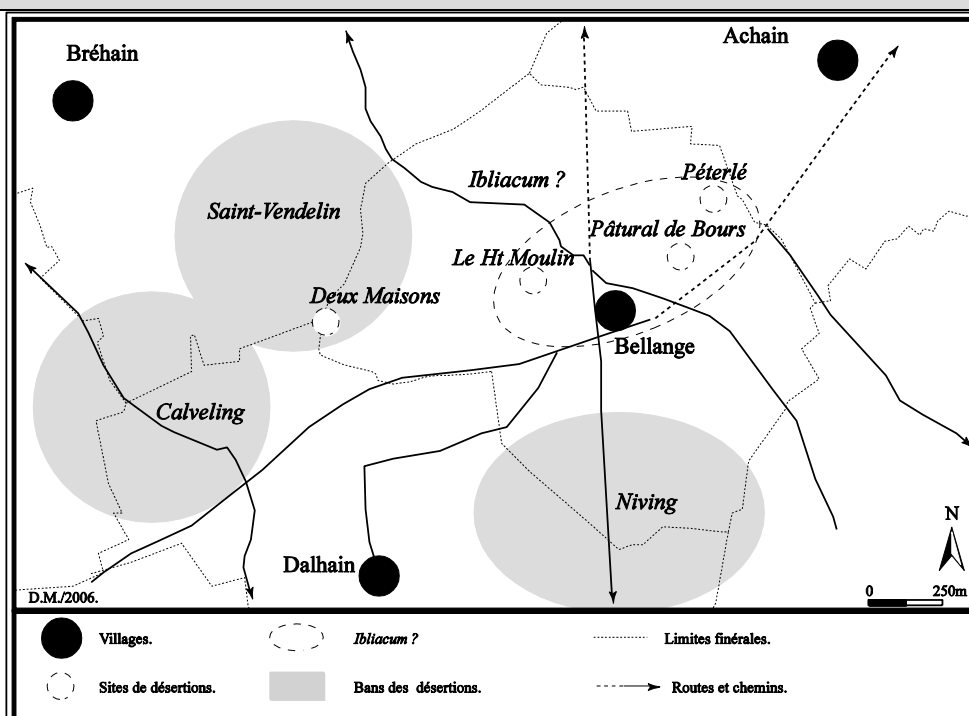 Bréhain
Achain
Péterlé
Ibliacum ?
Saint-Vendelin
Pâtural de Bours
Le Ht Moulin
Deux Maisons
Bellange
Calveling
Niving
N
Dalhain
0 250m
D.M./2006.
Villages.
Ibliacum ?
Limites finérales.
Sites de désertions.
Bans des désertions.
Routes et chemins.